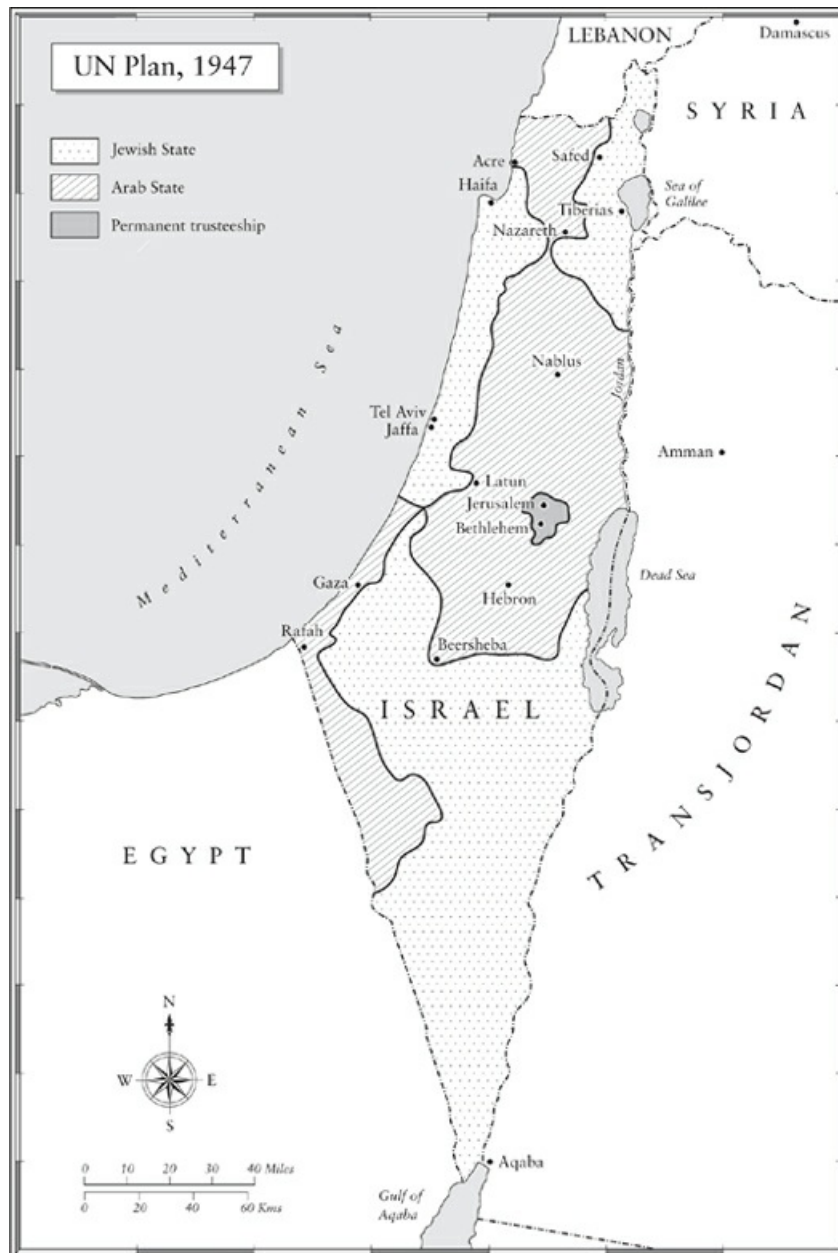 UN Plan, 1947
Jewish State
Arab State
Permanent trusteeship
LEBANON
Damascus
SYRIA
Acre
Safed
Haifa
Sea of
Galilee
Tiberias
Nazareth
Mediterranean Sea
Nablus
Jordan
Tel Aviv
Jaffa
Amman
Latun
Jerusalem
Bethlehem
Dead Sea
Gaza
Hebron
Rafah
Beersheba
ISRAEL
TRANSJORDAN
EGYPT
N
W E
S
Aqaba
0 10 20 30 40 Miles
0 20 40 60 Kms
Gulf of
Aqaba